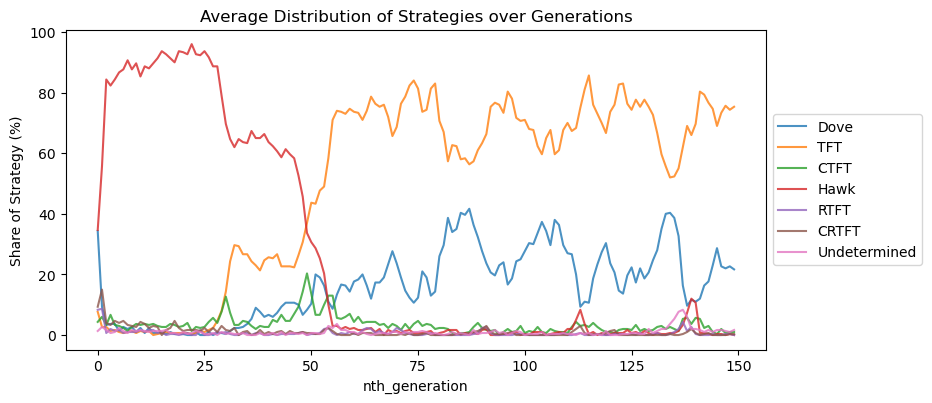 Average Distribution of Strategies over Generations
Share of Strategy (%)
100
80
60
40
20
0
0 25 50 75 100 125 150
nth_generation
Dove
TFT
CTFT
Hawk
RTFT
CRTFT
Undetermined